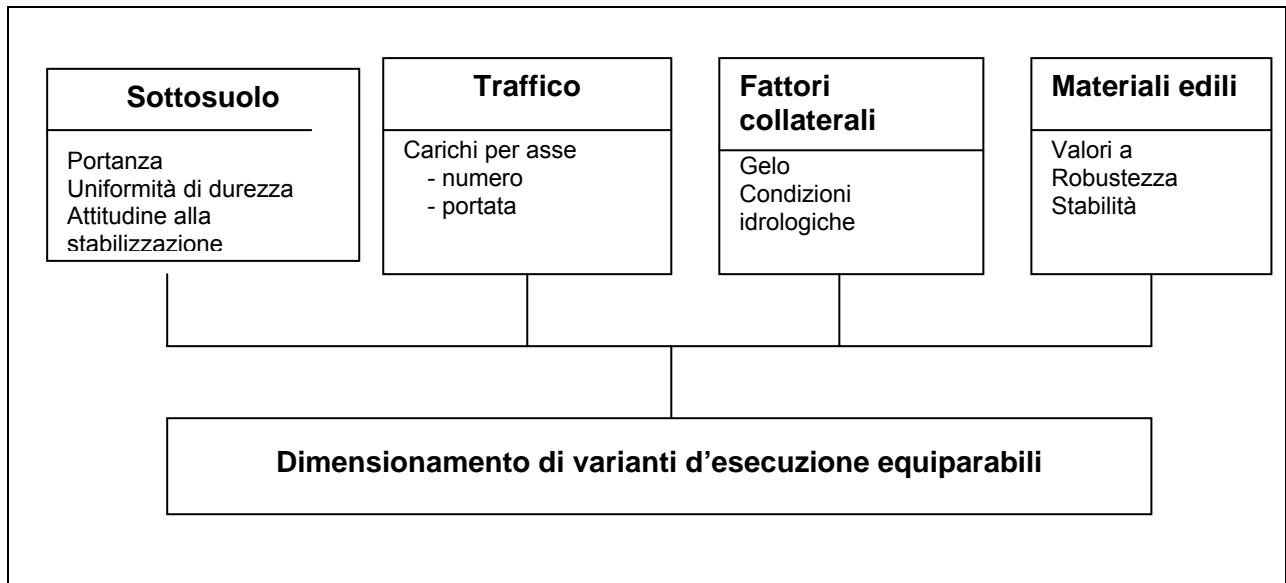 Sottosuolo
Portanza
Uniformità di durezza
Attitudine alla
stabilizzazione
Traffico
Carichi per asse
- numero
- portata
Fattori
collaterali
Gelo
Condizioni
idrologiche
Materiali edili
Valori a
Robustezza
Stabilità
Dimensionamento di varianti d’esecuzione equiparabili